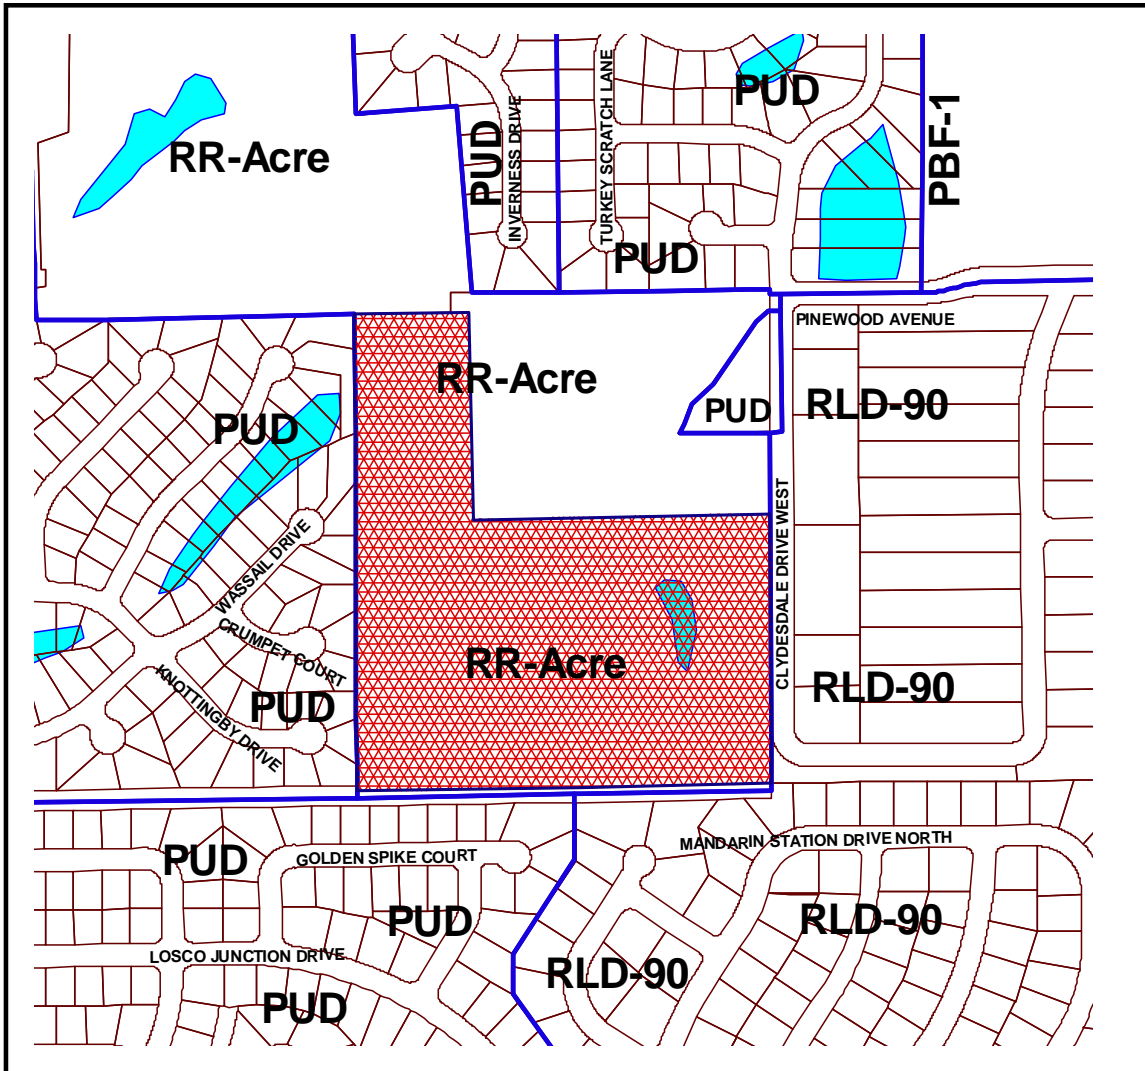 PUD
RR-Acre
PUD
INVERNESS DRIVE
TURKEY SCRATCH LANE
PBF-1
PUD
PINEWOOD AVENUE
RR-Acre
PUD
RLD-90
PUD
CLYDESDALE DRIVE WEST
WASSAIL DRIVE
CRUMPET COURT
RR-Acre
KNOTTINGBY DRIVE
PUD
RLD-90
MANDARIN STATION DRIVE NORTH
PUD
GOLDEN SPIKE COURT
PUD
RLD-90
LOSCO JUNCTION DRIVE
RLD-90
PUD